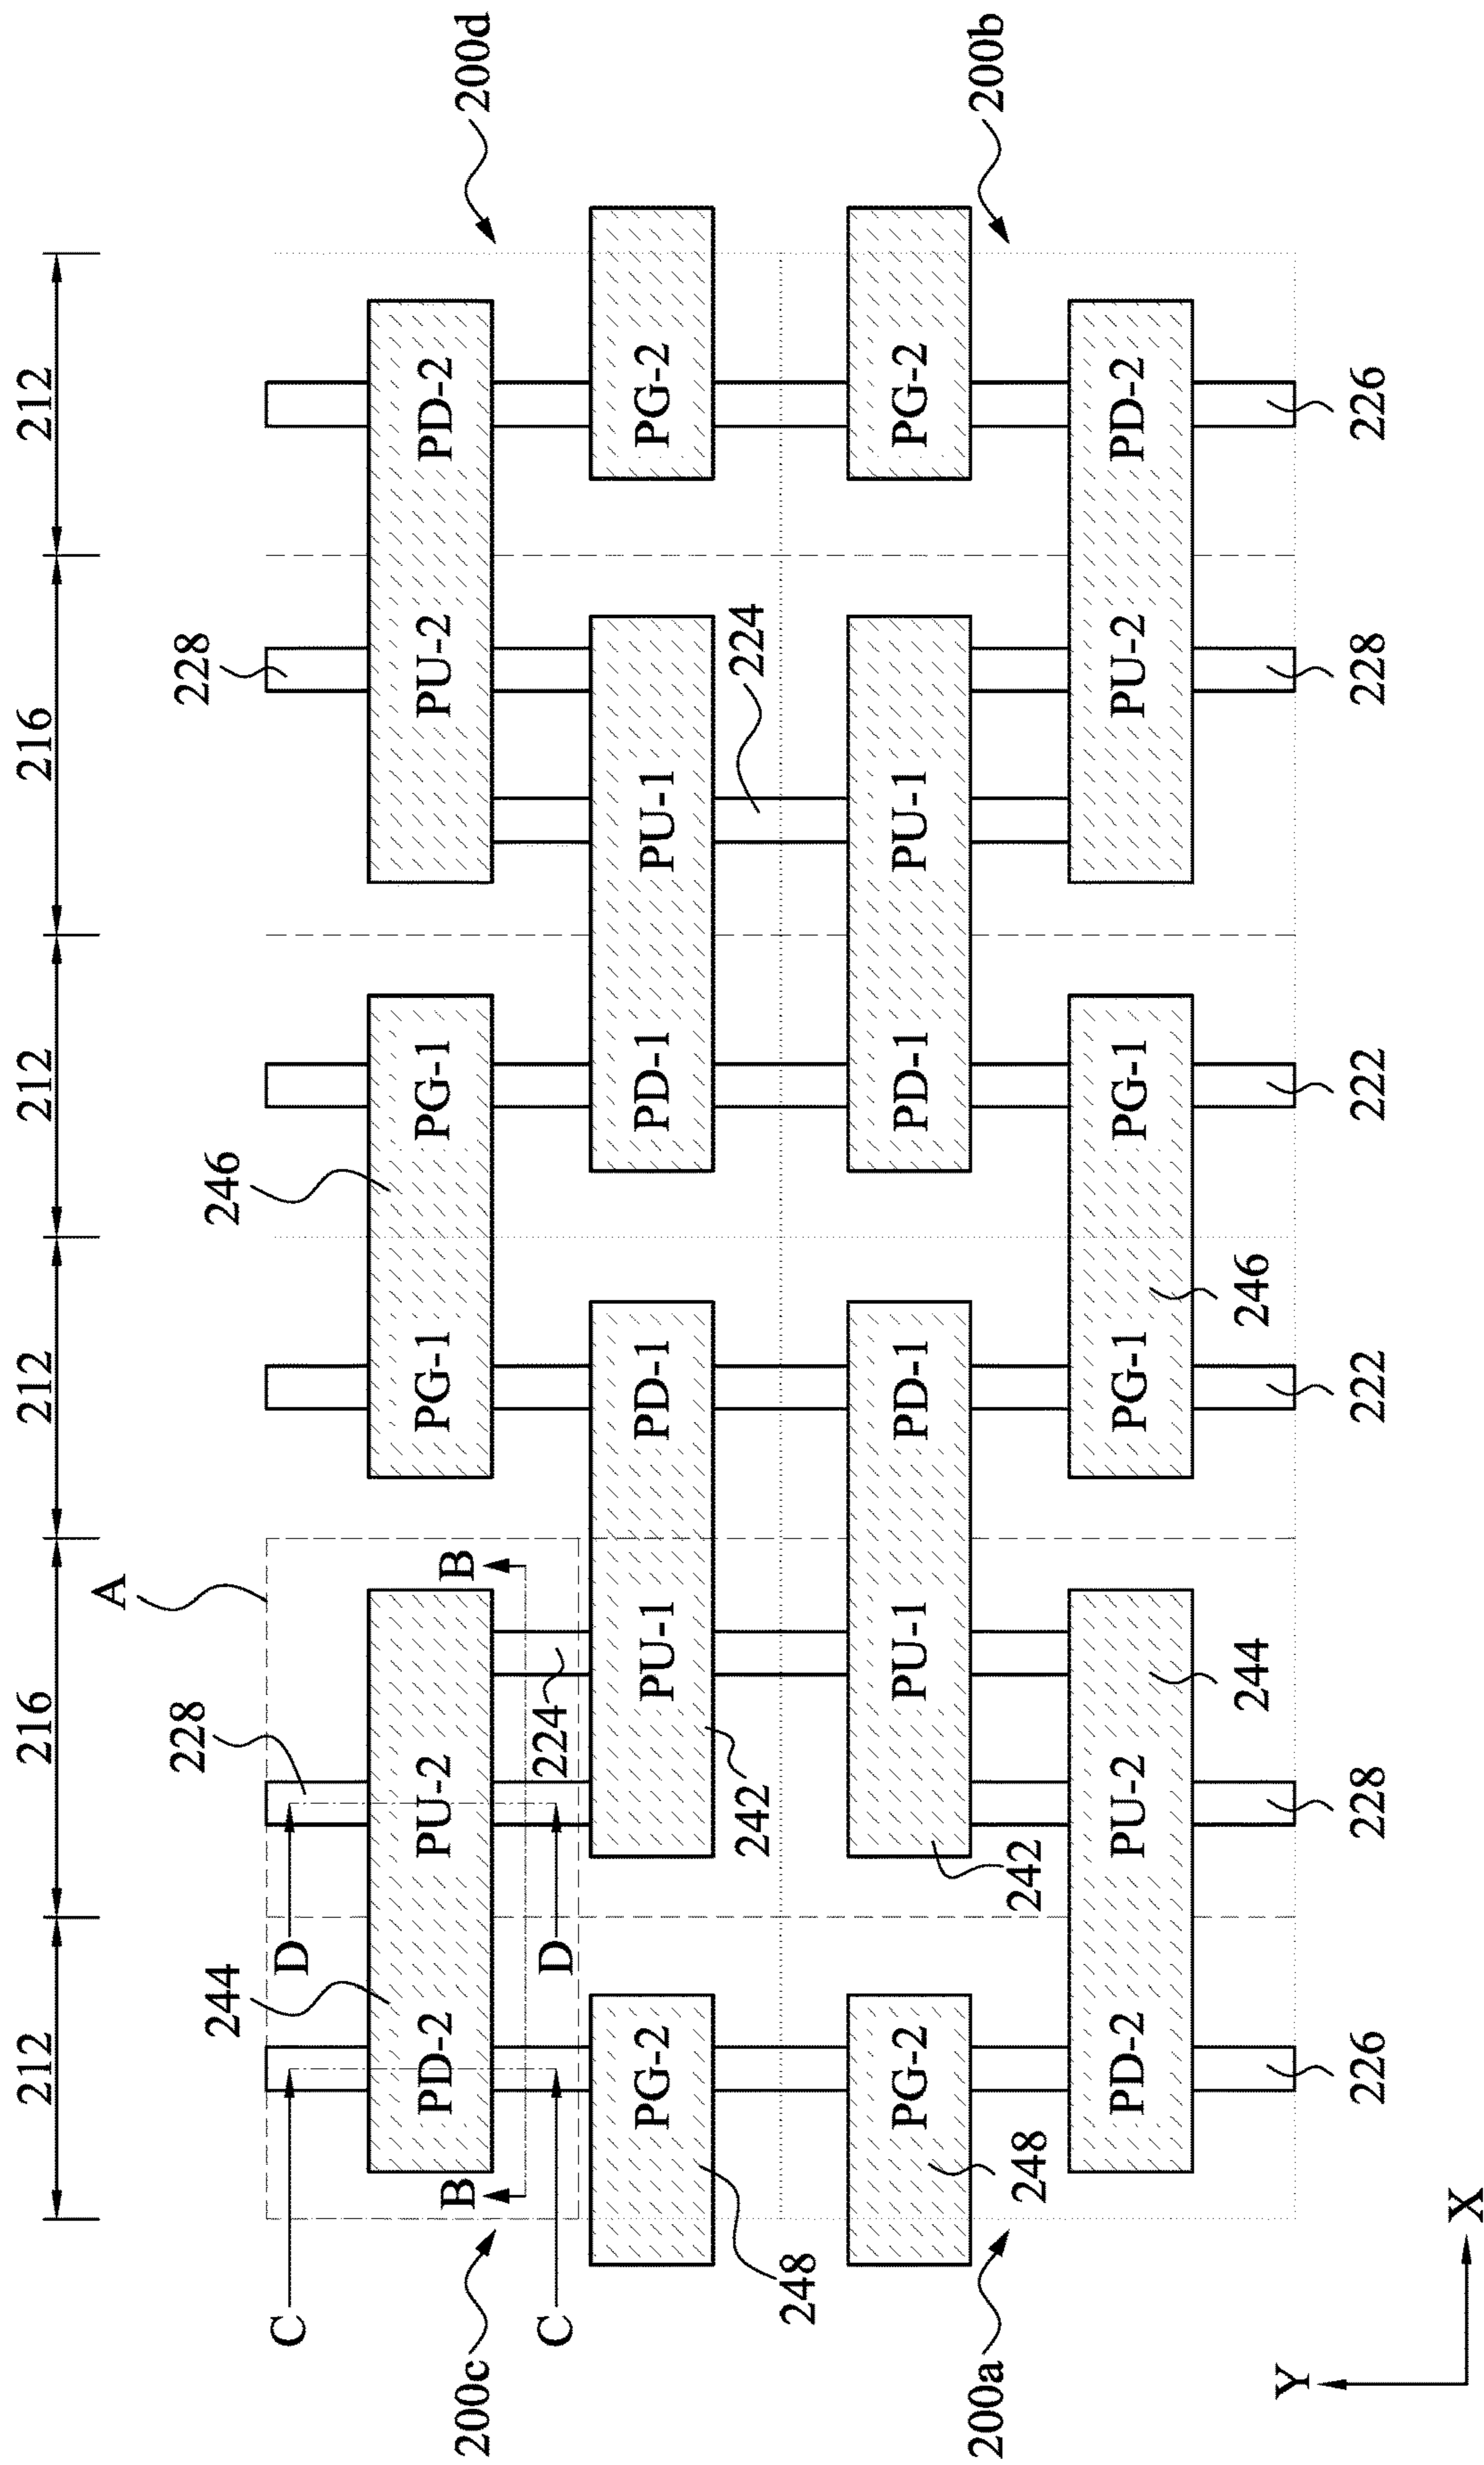 212 216 212 212 216 212
A
228 228
244 246
C D
PD-2 PU-2 PG-1 PG-1 PU-2 PD-2
B B
200c 200d
C D 224
PG-2 PU-1 PD-1 PD-1 PU-1 PG-2
242 224
248
PG-2 PU-1 PD-1 PD-1 PU-1 PG-2
200a 200b
248 242
PD-2 PU-2 PG-1 PG-1 PU-2 PD-2
244 246
Y
226 228 222 222 228 226
X